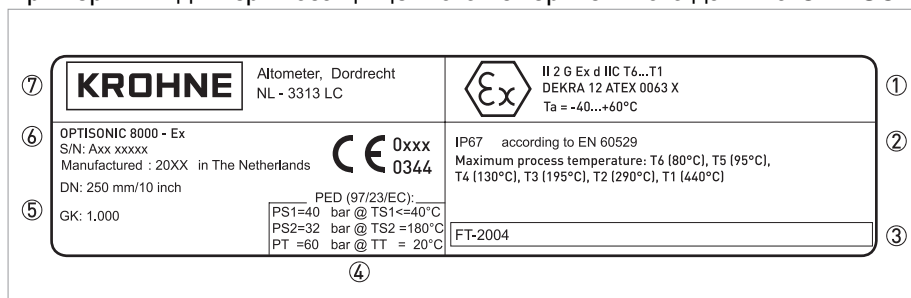 ⑦
KROHNE
Altometer, Dordrecht
NL - 3313 LC
Ex
II 2 G Ex d IIC T6...T1
DEKRA 12 ATEX 0063 X
Ta = -40...+60°C
①
⑥
OPTISONIC 8000 - Ex
S/N: Axx xxxxx
Manufactured : 20XX in The Netherlands
DN: 250 mm/10 inch
CE 0xxx
0344
IP67 according to EN 60529
Maximum process temperature: T6 (80°C), T5 (95°C),
T4 (130°C), T3 (195°C), T2 (290°C), T1 (440°C)
②
⑤
GK: 1.000
PED (97/23/EC):
PS1=40 bar @ TS1<=40°C
PS2=32 bar @ TS2 =180°C
PT =60 bar @ TT = 20°C
FT-2004
③
④